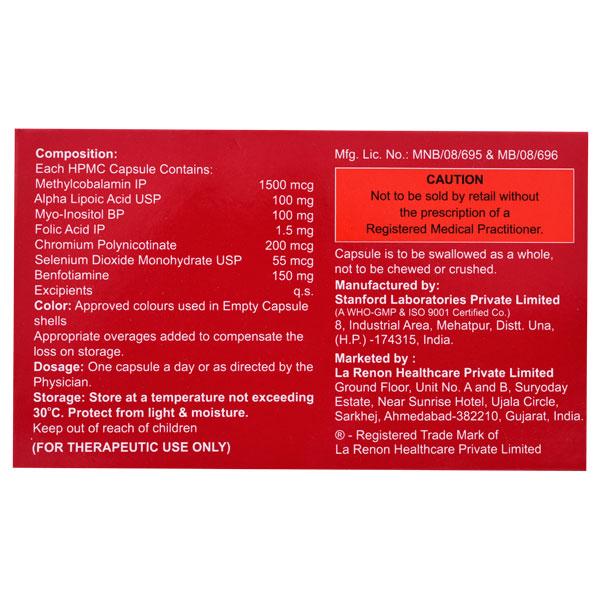 Composition:
Each HPMC Capsule Contains:
Methylcobalamin IP 1500 mcg
Alpha Lipoic Acid USP 100 mg
Myo-Inositol BP 100 mg
Folic Acid IP 1.5 mg
Chromium Polynicotinate 200 mcg
Selenium Dioxide Monohydrate USP 55 mcg
Benfotiamine 150 mg
Excipients q.s.
Color: Approved colours used in Empty Capsule
shells
Appropriate overages added to compensate the
loss on storage.
Dosage: One capsule a day or as directed by the
Physician.
Storage: Store at a temperature not exceeding
30°C. Protect from light & moisture.
Keep out of reach of children
(FOR THERAPEUTIC USE ONLY)
Mfg. Lic. No.: MNB/08/695 & MB/08/696
CAUTION
Not to be sold by retail without
the prescription of a
Registered Medical Practitioner.
Capsule is to be swallowed as a whole,
not to be chewed or crushed.
Manufactured by:
Stanford Laboratories Private Limited
(A WHO-GMP & ISO 9001 Certified Co.)
8, Industrial Area, Mehatpur, Distt. Una,
(H.P.) -174315, India.
Marketed by :
La Renon Healthcare Private Limited
Ground Floor, Unit No. A and B, Suryoday
Estate, Near Sunrise Hotel, Ujala Circle,
Sarkhej, Ahmedabad-382210, Gujarat, India.
® - Registered Trade Mark of
La Renon Healthcare Private Limited